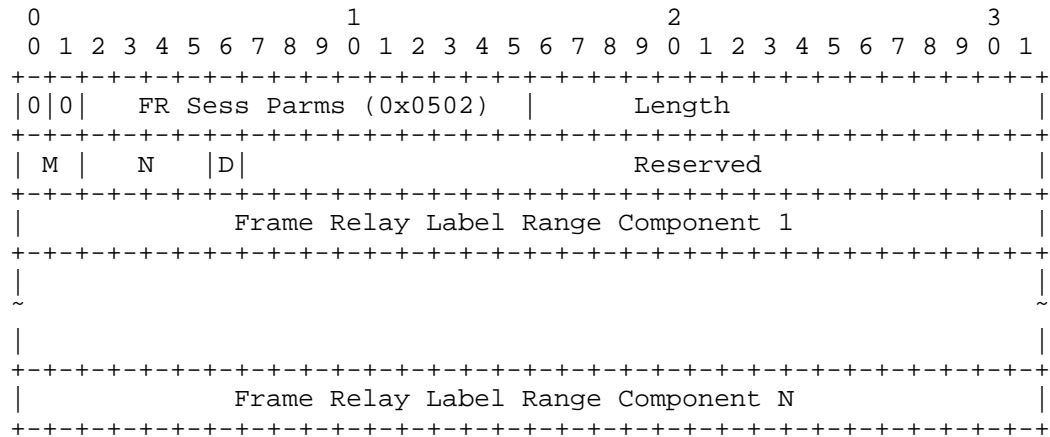 0                   1                   2                   3
 0 1 2 3 4 5 6 7 8 9 0 1 2 3 4 5 6 7 8 9 0 1 2 3 4 5 6 7 8 9 0 1
+-+-+-+-+-+-+-+-+-+-+-+-+-+-+-+-+-+-+-+-+-+-+-+-+-+-+-+-+-+-+-+-+
|0|0|   FR Sess Parms (0x0502)  |      Length                   |
+-+-+-+-+-+-+-+-+-+-+-+-+-+-+-+-+-+-+-+-+-+-+-+-+-+-+-+-+-+-+-+-+
| M |   N   |D|                        Reserved                 |
+-+-+-+-+-+-+-+-+-+-+-+-+-+-+-+-+-+-+-+-+-+-+-+-+-+-+-+-+-+-+-+-+
|             Frame Relay Label Range Component 1               |
+-+-+-+-+-+-+-+-+-+-+-+-+-+-+-+-+-+-+-+-+-+-+-+-+-+-+-+-+-+-+-+-+
|                                                               |
~                                                               ~
|                                                               |
+-+-+-+-+-+-+-+-+-+-+-+-+-+-+-+-+-+-+-+-+-+-+-+-+-+-+-+-+-+-+-+-+
|             Frame Relay Label Range Component N               |
+-+-+-+-+-+-+-+-+-+-+-+-+-+-+-+-+-+-+-+-+-+-+-+-+-+-+-+-+-+-+-+-+